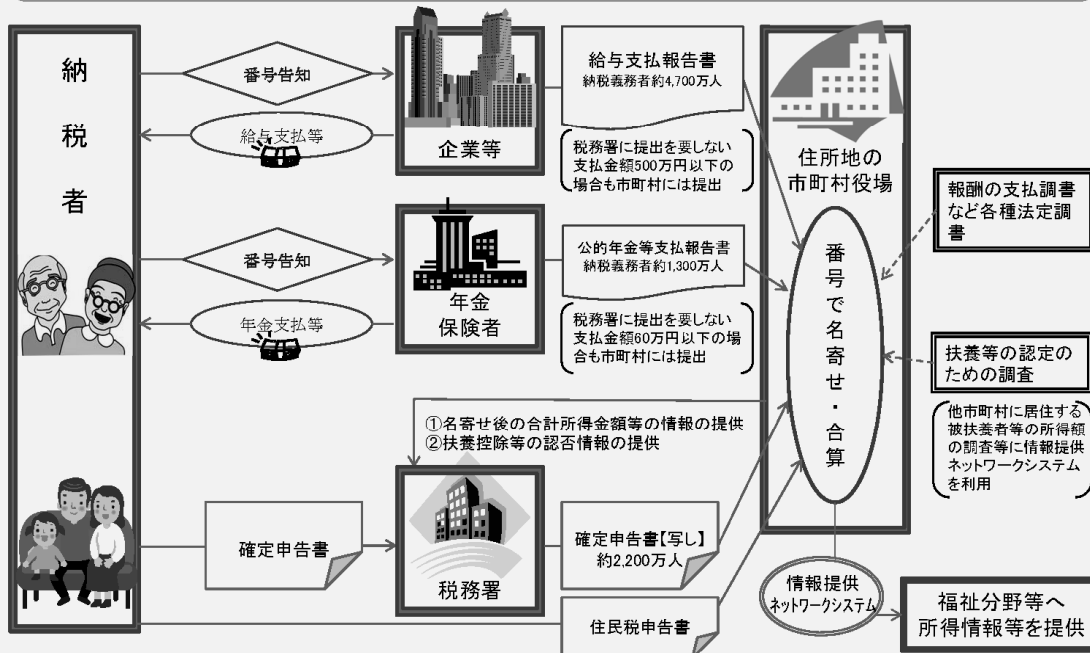 納税者
番号告知
給与支払等
企業等
給与支払報告書
納税義務者約4,700万人
税務署に提出を要しない
支払金額500万円以下の
場合も市町村には提出
番号告知
年金支払等
年金
保険者
公的年金等支払報告書
納税義務者約1,300万人
税務署に提出を要しない
支払金額60万円以下の場
合も市町村には提出
①名寄せ後の合計所得金額等の情報の提供
②扶養控除等の認否情報の提供
確定申告書
税務署
確定申告書【写し】
約2,200万人
住民税申告書
住所地の
市町村役場
番号で名寄せ・合算
報酬の支払調書
など各種法定調
書
扶養等の認定の
ための調査
他市町村に居住する
被扶養者等の所得額
の調査等に情報提供
ネットワークシステム
を利用
情報提供
ネットワークシステム
福祉分野等へ
所得情報等を提供